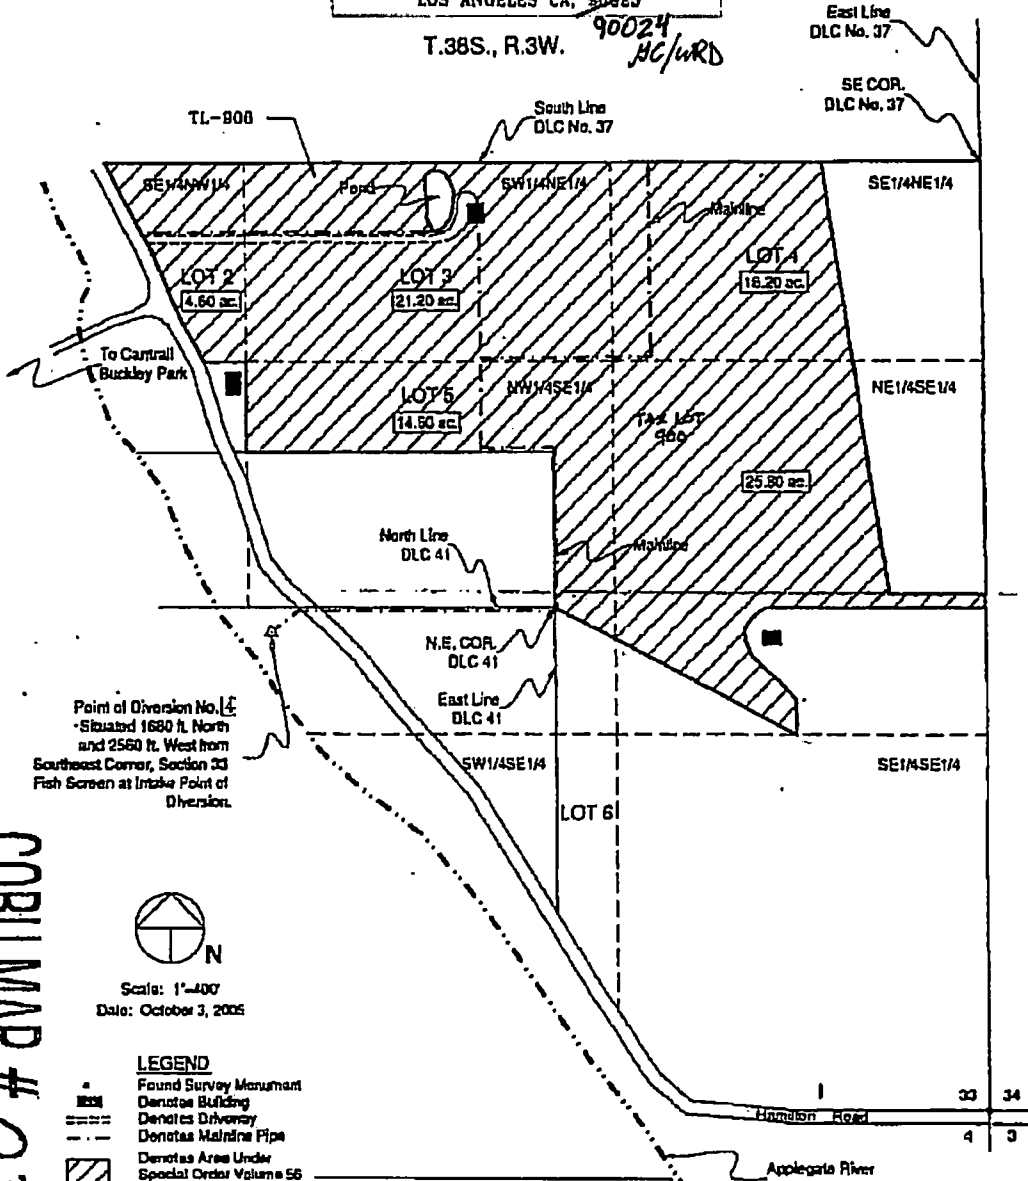 LOS ANGELES CA,
90024
HC/WRD
T.38S., R.3W.
East Line
DLC No. 37
SE COR.
DLC No. 37
South Line
DLC No. 37
TL-900
SE1/4NW1/4
Pond
SW1/4NE1/4
Mainline
SE1/4NE1/4
LOT 2
4.60 ac.
LOT 3
21.20 ac.
LOT 4
18.20 ac.
To Cantrall
Buckley Park
LOT 5
14.60 ac.
NW1/4SE1/4
TAX LOT
900
NE1/4SE1/4
25.80 ac.
North Line
DLC 41
Mainline
N.E. COR.
DLC 41
East Line
DLC 41
Point of Diversion No.
Situated 1680 ft. North
and 2560 ft. West from
Southeast Corner, Section 33
Fish Screen at Intake Point of
Diversion.
SW1/4SE1/4
SE1/4SE1/4
LOT 6
N
Scale: 1"=400'
Date: October 3, 2005
LEGEND
Found Survey Monument
Denotes Building
Denotes Driveway
Denotes Mainline Pipe
Denotes Area Under
Special Order Volume 56
Hamilton Road
33 34
4 3
Applegate River
MAP #